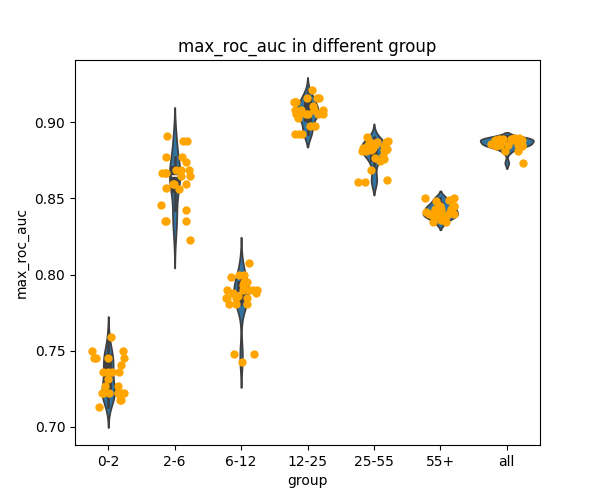 max_roc_auc in different group
max_roc_auc
0.90
0.85
0.80
0.75
0.70
0-2 2-6 6-12 12-25 25-55 55+ all
group